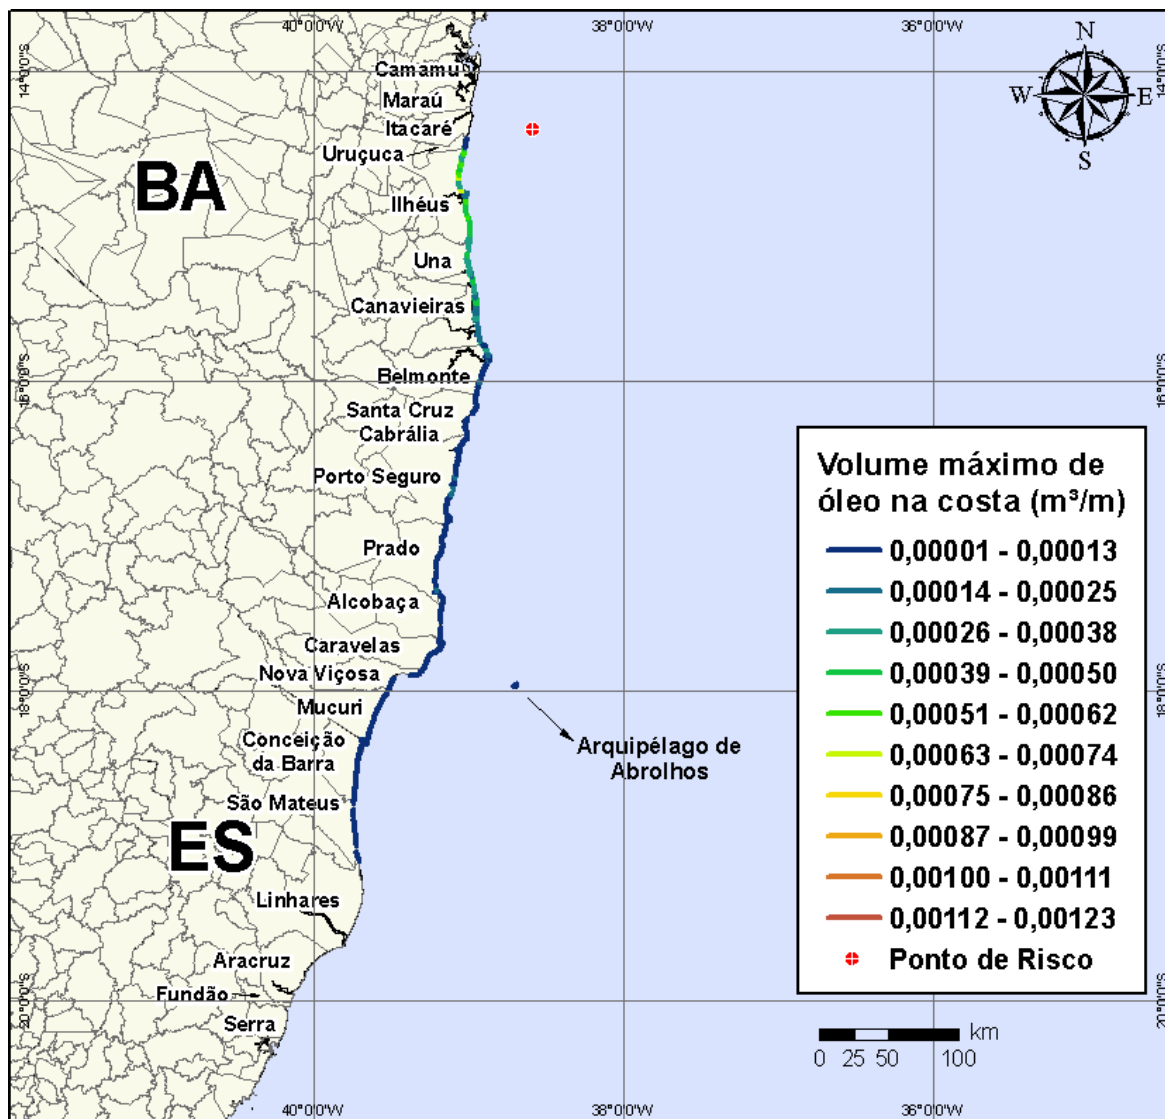 40°0'0"W
38°0'0"W
36°0'0"W
14°0'0"S
14°0'0"S
N
W
E
S
Camamu
Maraú
Itacaré
Uruçuca
BA
Ilhéus
Una
Canavieiras
Belmonte
16°0'0"S
16°0'0"S
Santa Cruz
Cabrália
Porto Seguro
Prado
Alcobaça
Caravelas
Nova Viçosa
18°0'0"S
18°0'0"S
Mucuri
Conceição
da Barra
Arquipélago de
Abrolhos
São Mateus
ES
Linhares
Aracruz
Fundão
20°0'0"S
20°0'0"S
Serra
Volume máximo de
óleo na costa (m³/m)
0,00001 - 0,00013
0,00014 - 0,00025
0,00026 - 0,00038
0,00039 - 0,00050
0,00051 - 0,00062
0,00063 - 0,00074
0,00075 - 0,00086
0,00087 - 0,00099
0,00100 - 0,00111
0,00112 - 0,00123
Ponto de Risco
km
0 25 50 100
40°0'0"W
38°0'0"W
36°0'0"W